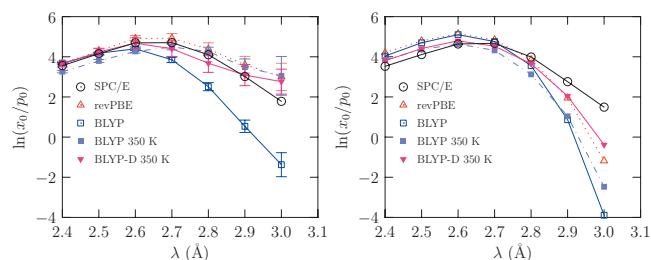 6
4
2
0
−2
−4
ln(x₀/p₀)
SPC/E
revPBE
BLYP
BLYP 350 K
BLYP-D 350 K
2.4 2.5 2.6 2.7 2.8 2.9 3.0 3.1
λ (Å)
6
4
2
0
−2
−4
ln(x₀/p₀)
SPC/E
revPBE
BLYP
BLYP 350 K
BLYP-D 350 K
2.4 2.5 2.6 2.7 2.8 2.9 3.0 3.1
λ (Å)